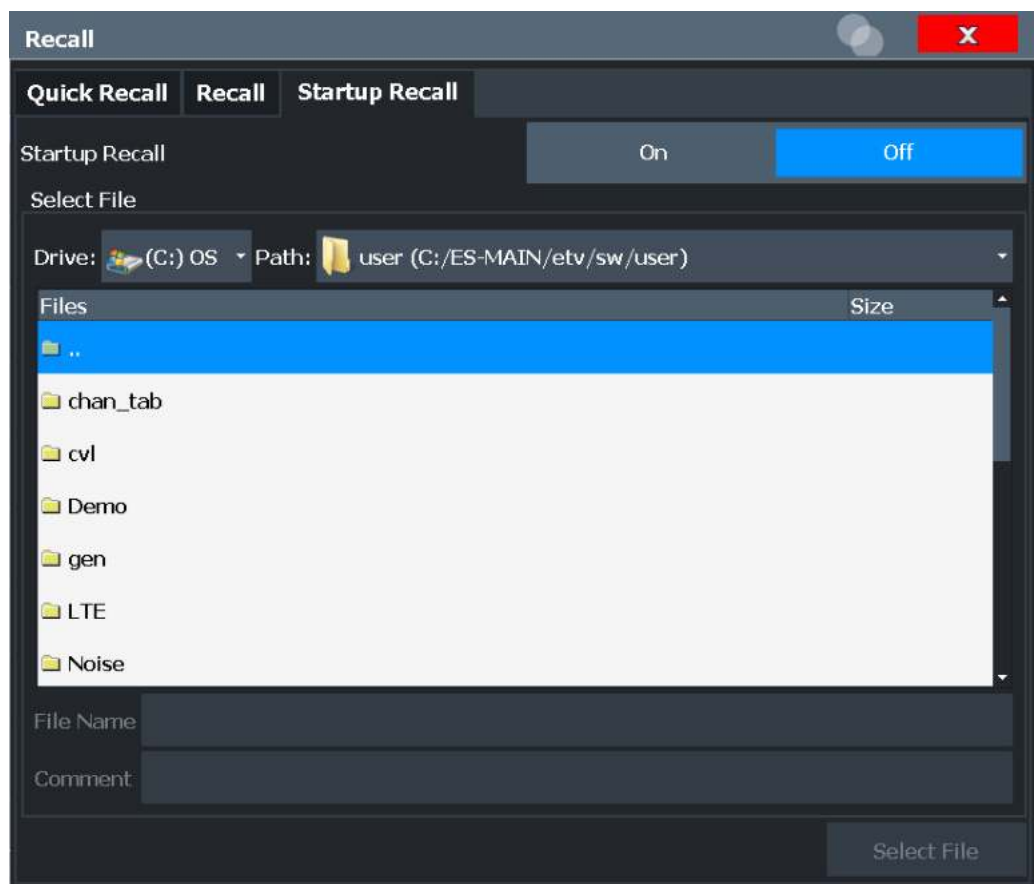 Recall X
Quick Recall Recall Startup Recall
Startup Recall On Off
Select File
Drive: (C:) OS Path: user (C:/ES-MAIN/etv/sw/user)
Files Size
..
chan_tab
cvl
Demo
gen
LTE
Noise
File Name
Comment
Select File